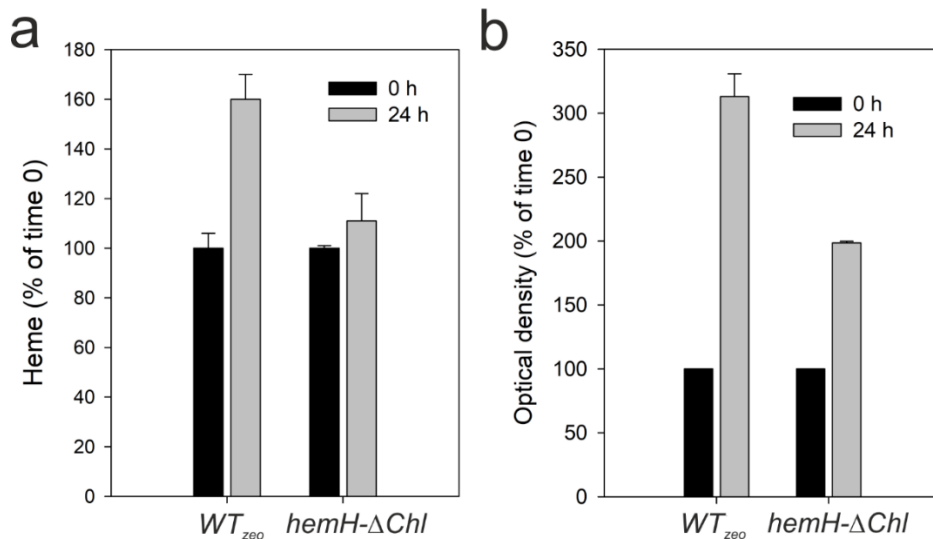 a
180
160
140
120
100
80
60
40
20
0
Heme (% of time 0)
0 h
24 h
WTzeo hemH-ΔChl
b
350
300
250
200
150
100
50
0
Optical density (% of time 0)
0 h
24 h
WTzeo hemH-ΔChl